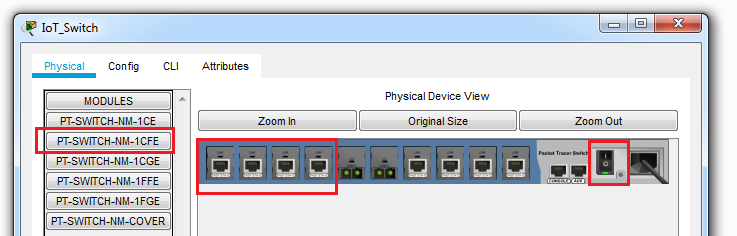 IoT_Switch
Physical Config CLI Attributes
MODULES
PT-SWITCH-NM-1CE
PT-SWITCH-NM-1CFE
PT-SWITCH-NM-1CGE
PT-SWITCH-NM-1FFE
PT-SWITCH-NM-1FGE
PT-SWITCH-NM-COVER
Physical Device View
Zoom In Original Size Zoom Out
Packet Tracer Switch
CONSOLE AUX